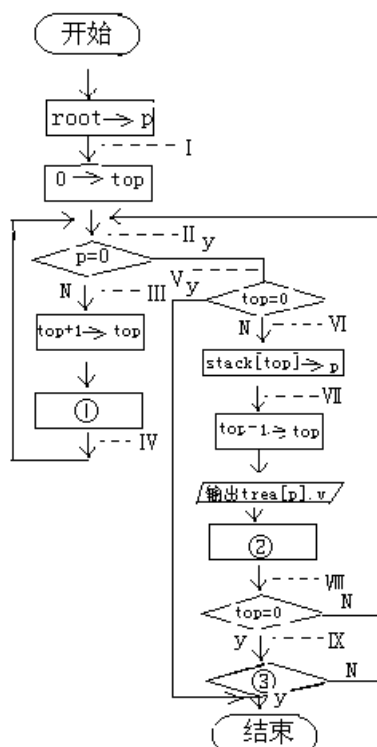 开始
root→p
I
0→top
II
p=0
y
V
y
N
III
top=0
top+1→top
N
VI
stack[top]→p
①
VII
IV
top-1→top
输出trea[p].v
②
VIII
top=0
N
y
IX
③
N
y
结束